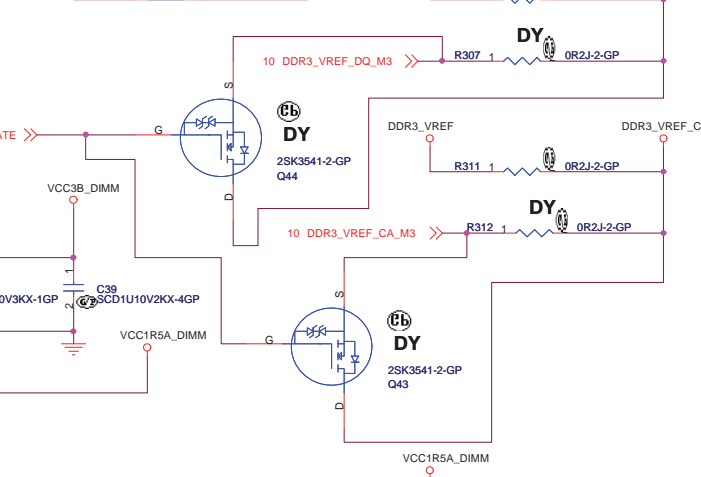 DY
10 DDR3_VREF_DQ_M3
R307 1
0R2J-2-GP
S
DY
G
2SK3541-2-GP
Q44
D
ATE
DDR3_VREF
DDR3_VREF_C
R311 1
0R2J-2-GP
VCC3B_DIMM
DY
10 DDR3_VREF_CA_M3
R312 1
0R2J-2-GP
1
C39
0V3KX-1GP
2
SCD1U10V2KX-4GP
S
DY
G
2SK3541-2-GP
Q43
D
VCC1R5A_DIMM
VCC1R5A_DIMM